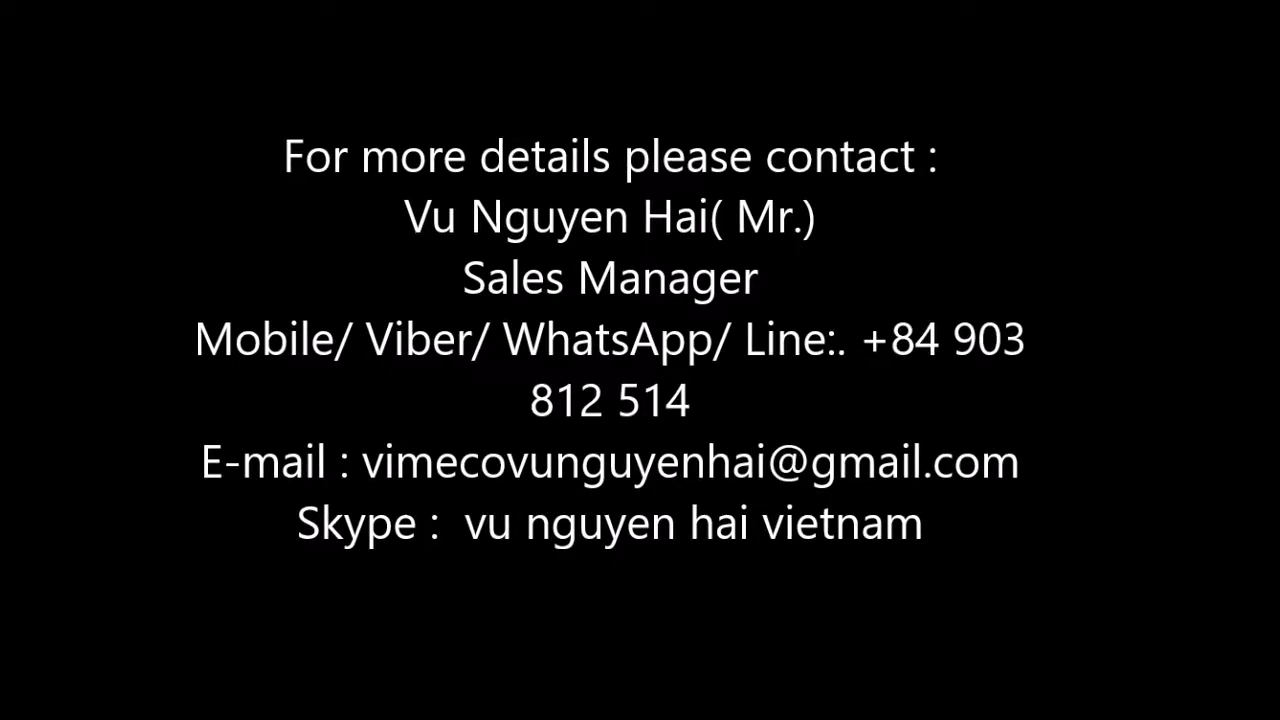 For more details please contact :
Vu Nguyen Hai( Mr.)
Sales Manager
Mobile/ Viber/ WhatsApp/ Line:. +84 903
812 514
E-mail : vimecovunguyenhai@gmail.com
Skype :  vu nguyen hai vietnam